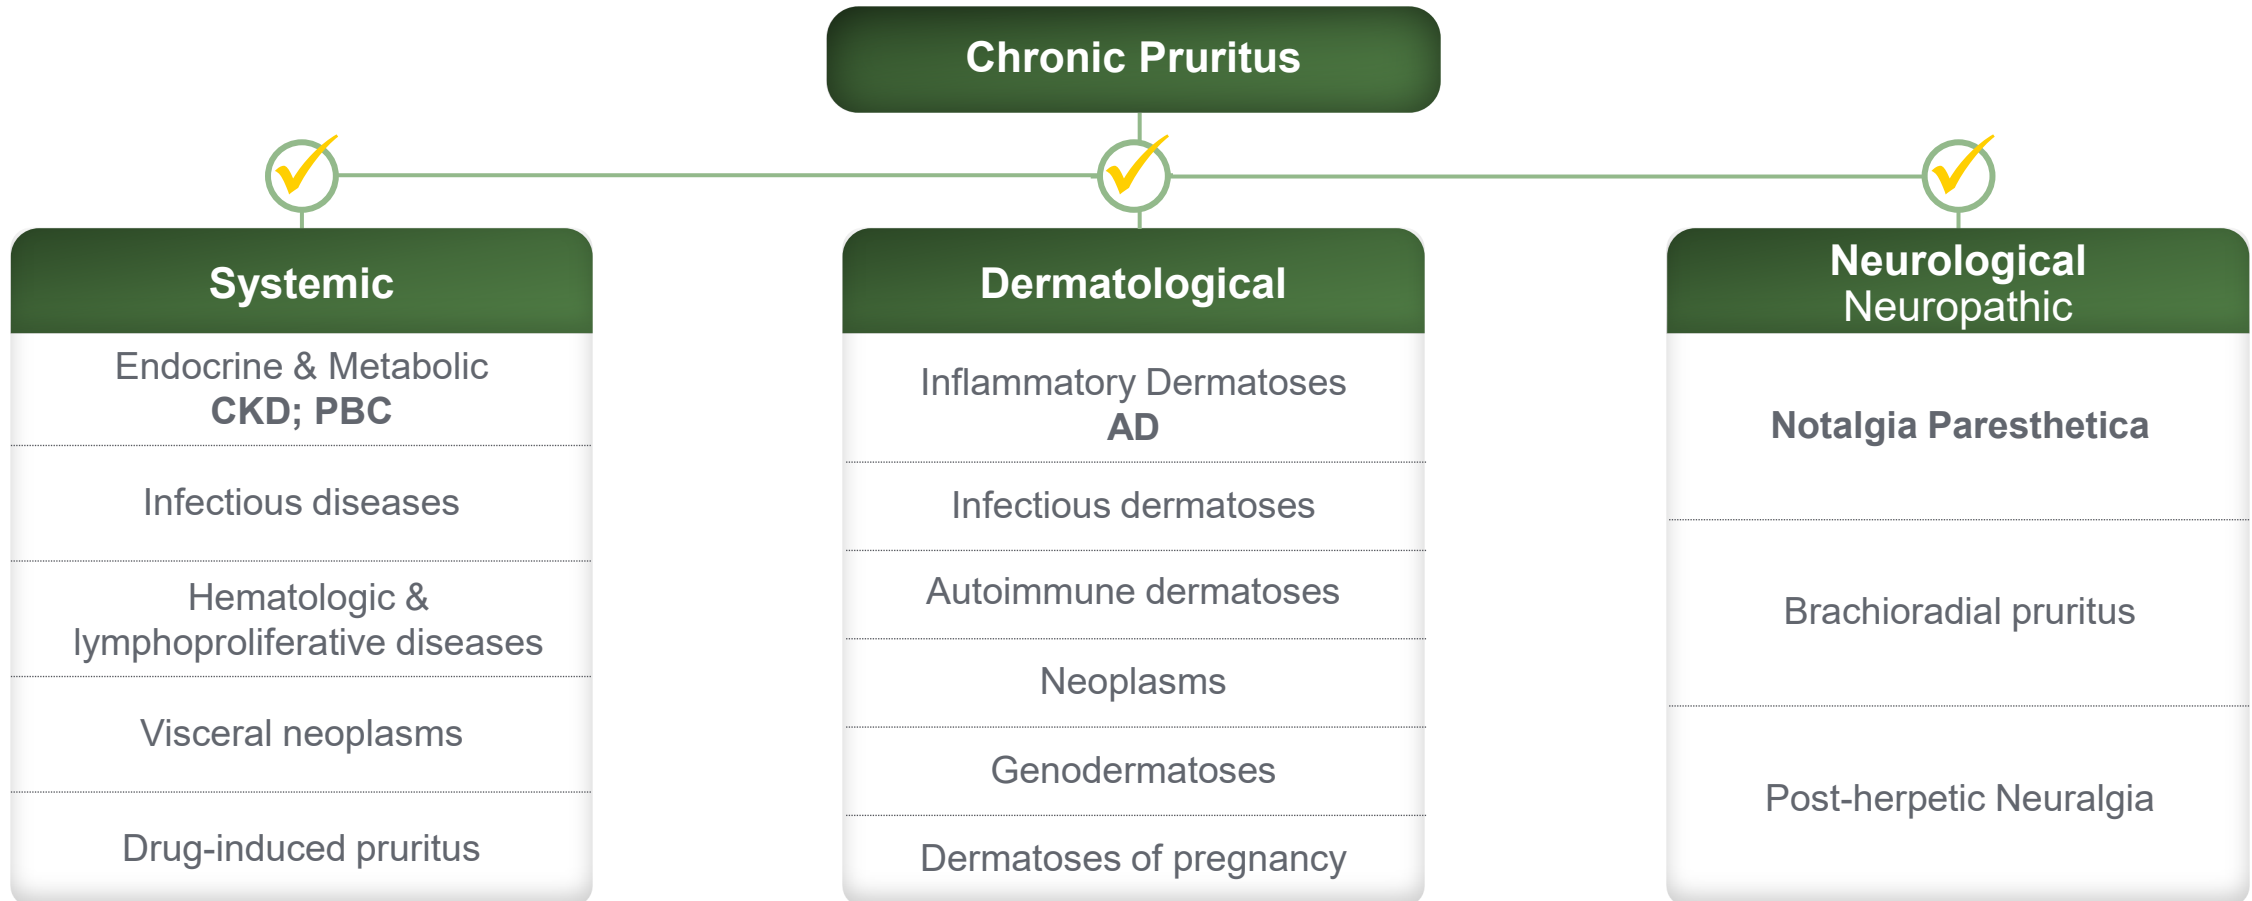 Chronic Pruritus
Systemic
Endocrine & Metabolic
CKD; PBC
Infectious diseases
Hematologic &
lymphoproliferative diseases
Visceral neoplasms
Drug-induced pruritus
Dermatological
Inflammatory Dermatoses
AD
Infectious dermatoses
Autoimmune dermatoses
Neoplasms
Genodermatoses
Dermatoses of pregnancy
Neurological
Neuropathic
Notalgia Paresthetica
Brachioradial pruritus
Post-herpetic Neuralgia